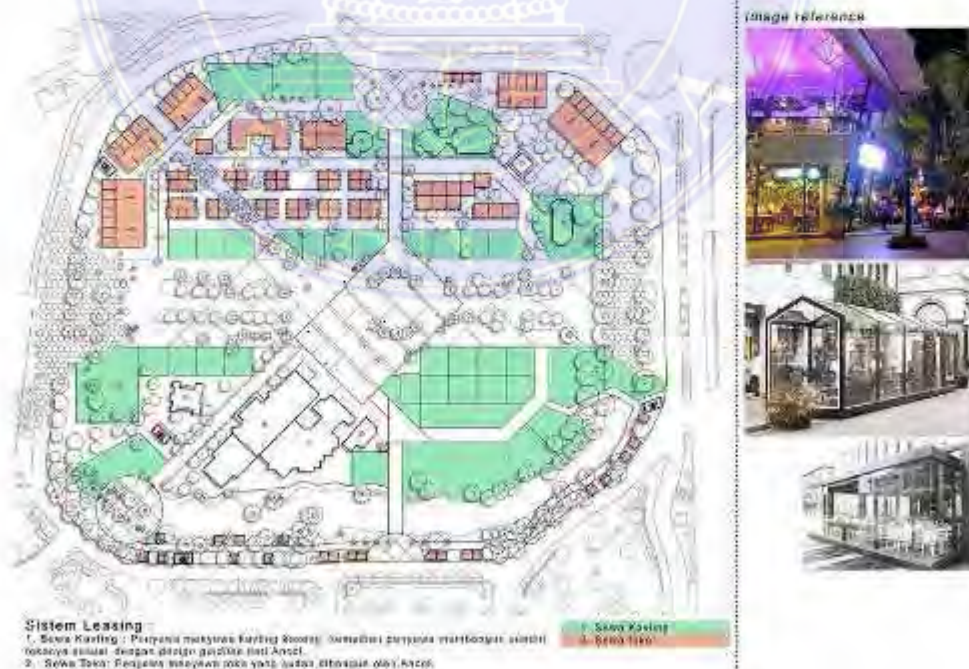 Image reference
Sistem Leasing :
1. Sewa Kavling : Penyewa menyewa kavling kosong, kemudian penyewa membangun sendiri
tokonya sesuai dengan design guidline dari Ancol.
2. Sewa Toko: Penyewa menyewa toko yang sudah dibangun oleh Ancol.
1. Sewa Kavling
2. Sewa Toko